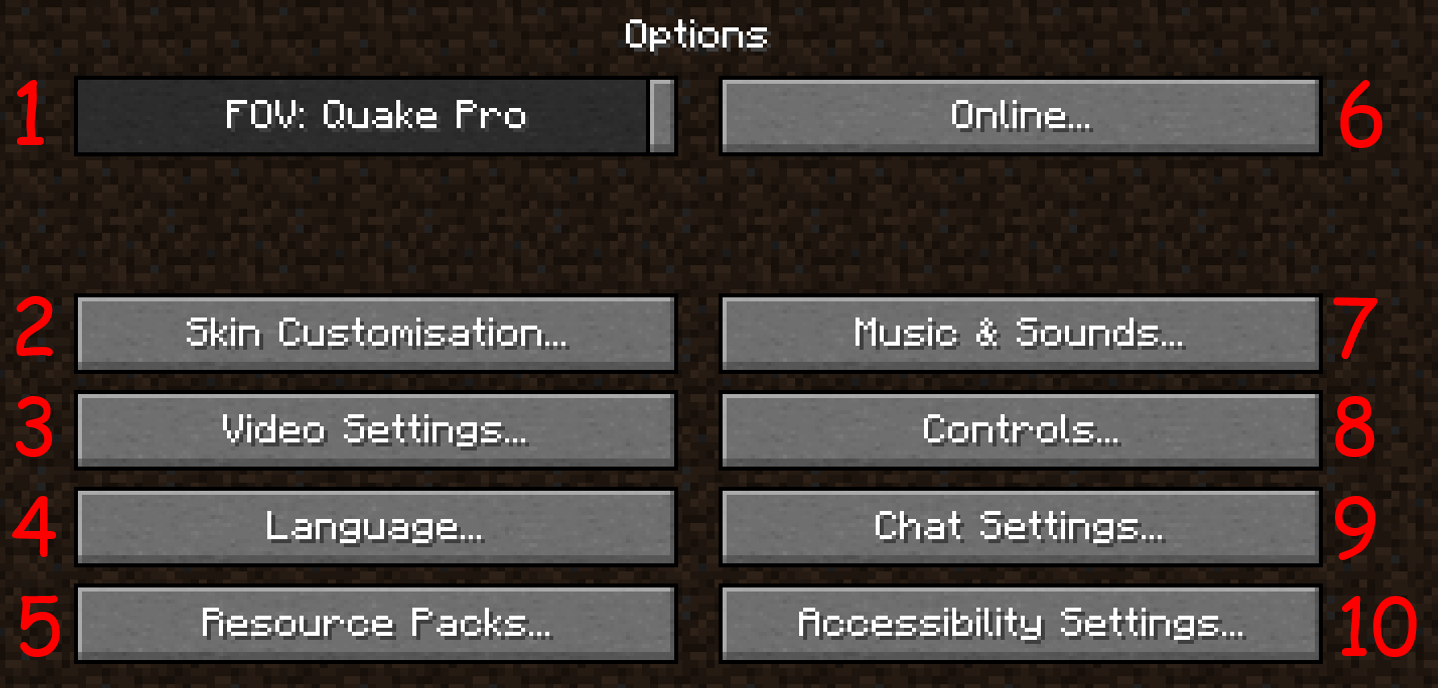 Options
1 FOV: Quake Pro Online... 6
2 Skin Customisation... Music & Sounds... 7
3 Video Settings... Controls... 8
4 Language... Chat Settings... 9
5 Resource Packs... Accessibility Settings... 10